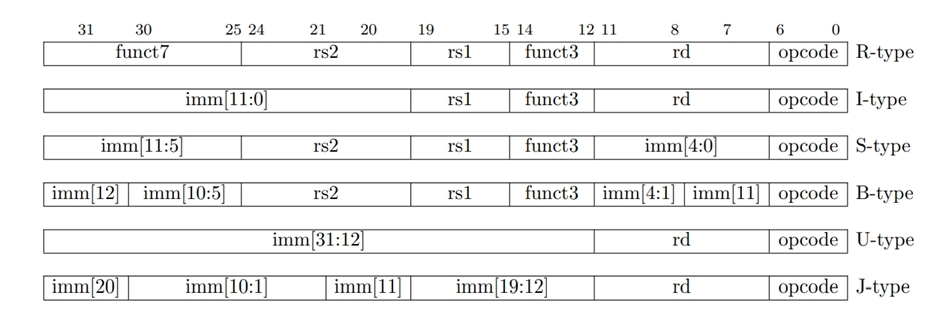 31 30 25 24 21 20 19 15 14 12 11 8 7 6 0
funct7 rs2 rs1 funct3 rd opcode R-type
imm[11:0] rs1 funct3 rd opcode I-type
imm[11:5] rs2 rs1 funct3 imm[4:0] opcode S-type
imm[12] imm[10:5] rs2 rs1 funct3 imm[4:1] imm[11] opcode B-type
imm[31:12] rd opcode U-type
imm[20] imm[10:1] imm[11] imm[19:12] rd opcode J-type